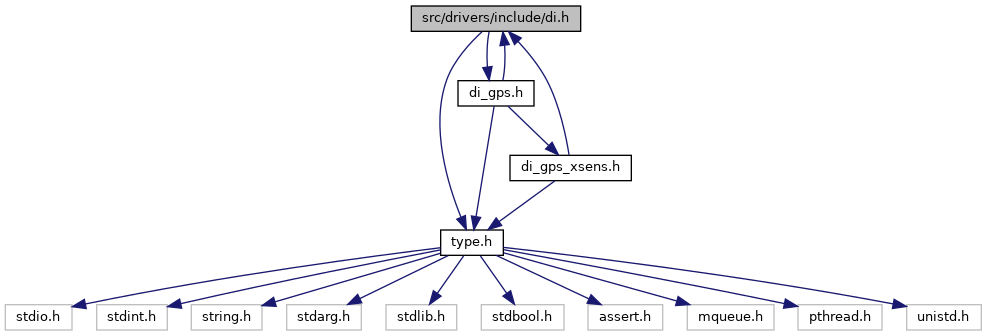 src/drivers/include/di.h
di_gps.h
di_gps_xsens.h
type.h
stdio.h
stdint.h
string.h
stdarg.h
stdlib.h
stdbool.h
assert.h
mqueue.h
pthread.h
unistd.h